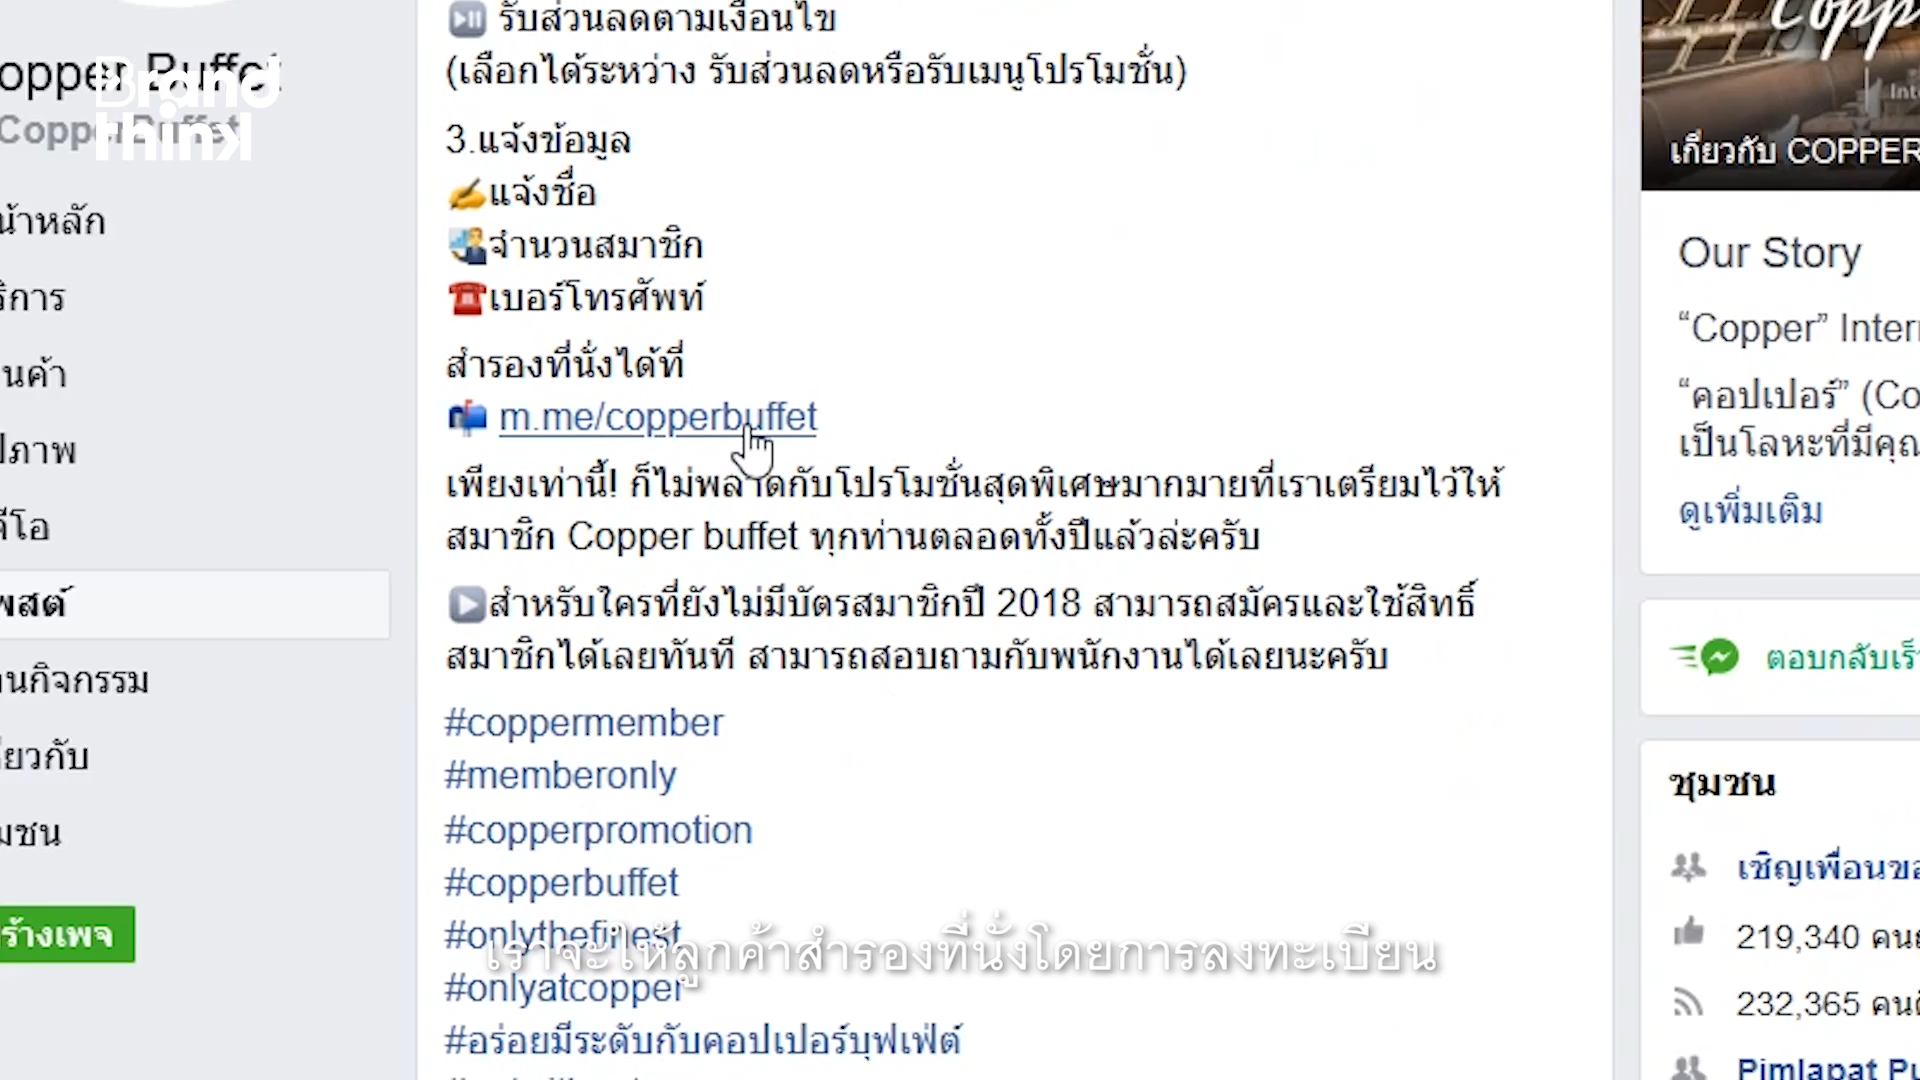 opper Buffet
CopperBuffet
Brand
think
น้าหลัก
ริการ
นค้า
ปภาพ
ดีโอ
พสต์
านกิจกรรม
กี่ยวกับ
มชน
ร้างเพจ
รับส่วนลดตามเงื่อนไข
(เลือกได้ระหว่าง รับส่วนลดหรือรับเมนูโปรโมชั่น)
3.แจ้งข้อมูล
แจ้งชื่อ
จำนวนสมาชิก
เบอร์โทรศัพท์
สำรองที่นั่งได้ที่
m.me/copperbuffet
เพียงเท่านี้! ก็ไม่พลาดกับโปรโมชั่นสุดพิเศษมากมายที่เราเตรียมไว้ให้
สมาชิก Copper buffet ทุกท่านตลอดทั้งปีแล้วล่ะครับ
สำหรับใครที่ยังไม่มีบัตรสมาชิกปี 2018 สามารถสมัครและใช้สิทธิ์
สมาชิกได้เลยทันที สามารถสอบถามกับพนักงานได้เลยนะครับ
#coppermember
#memberonly
#copperpromotion
#copperbuffet
#onlythefinest
เราจะให้ลูกค้าสำรองที่นั่งโดยการลงทะเบียน
#onlyatcopper
#อร่อยมีระดับกับคอปเปอร์บุฟเฟ่ต์
Copp
Inte
เกี่ยวกับ COPPER
Our Story
“Copper” Intern
“คอปเปอร์” (Co
เป็นโลหะที่มีคุณ
ดูเพิ่มเติม
ตอบกลับเร็ว
ชุมชน
เชิญเพื่อนขอ
219,340 คน
232,365 คน
Pimlapat Pu